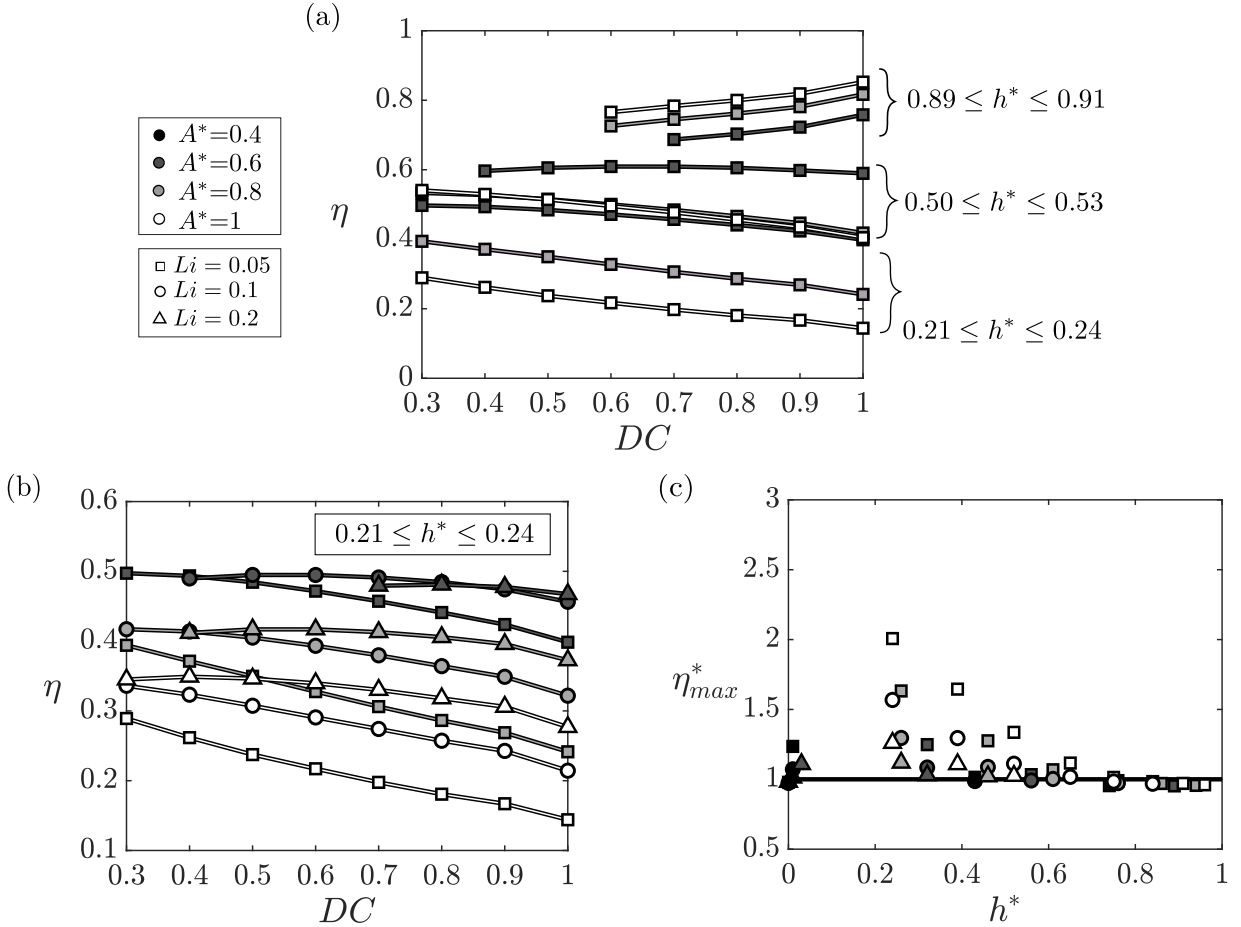 (a)
A*=0.4
A*=0.6
A*=0.8
A*=1
Li = 0.05
Li = 0.1
Li = 0.2
1
0.8
0.6
0.4
0.2
0
η
0.3 0.4 0.5 0.6 0.7 0.8 0.9 1
DC
0.89 ≤ h* ≤ 0.91
0.50 ≤ h* ≤ 0.53
0.21 ≤ h* ≤ 0.24
(b)
0.21 ≤ h* ≤ 0.24
0.6
0.5
0.4
0.3
0.2
0.1
η
0.3 0.4 0.5 0.6 0.7 0.8 0.9 1
DC
(c)
3
2.5
2
1.5
1
0.5
η*max
0 0.2 0.4 0.6 0.8 1
h*